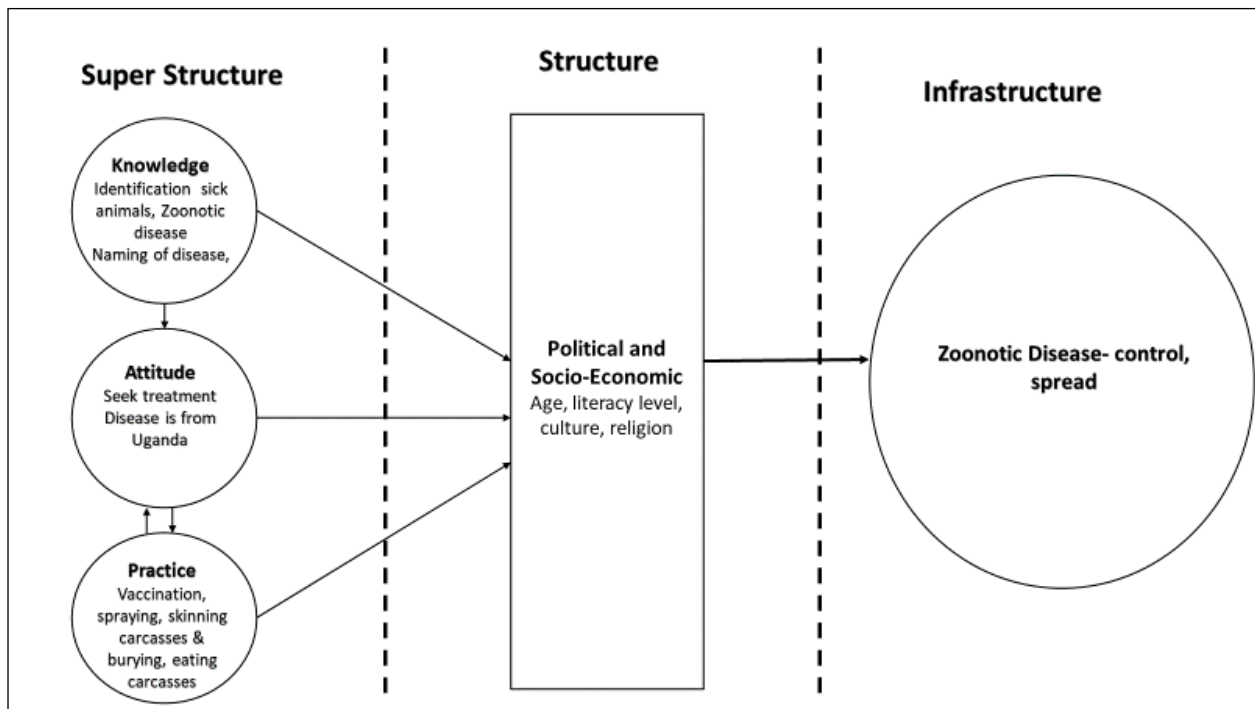 Super Structure
Knowledge
Identification sick
animals, Zoonotic
disease
Naming of disease,
Attitude
Seek treatment
Disease is from
Uganda
Practice
Vaccination,
spraying, skinning
carcasses &
burying, eating
carcasses
Structure
Political and
Socio-Economic
Age, literacy level,
culture, religion
Infrastructure
Zoonotic Disease- control,
spread